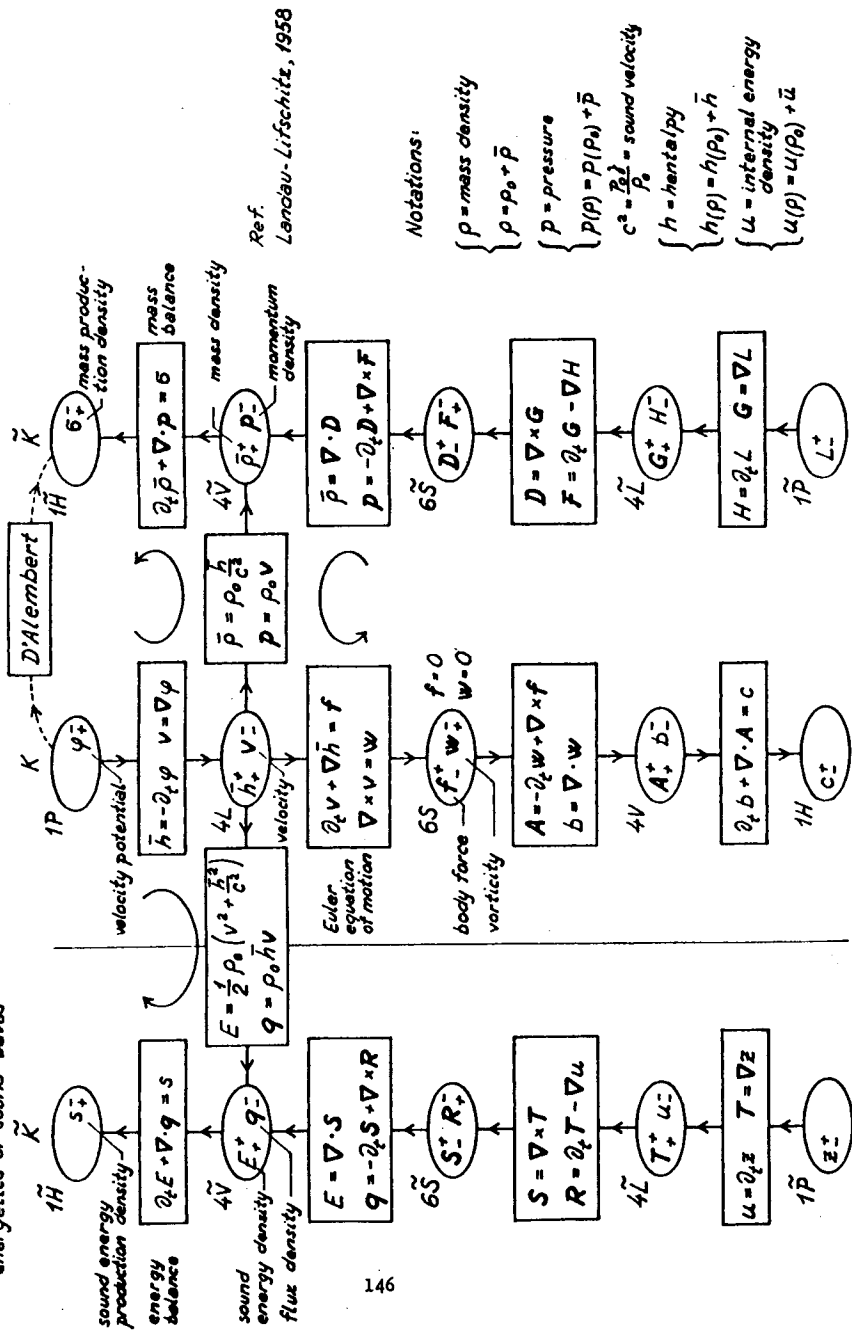 energetics of sound waves
K̃
1H̃
s⁻₊
sound energy
production density
energy
balance
∂ₜE + ∇·q = s
4Ṽ
E⁺₊ q⁻₋
sound
energy density
flux density
E = ∇·S
q = -∂ₜS + ∇×R
6S̃
S⁺₋ R⁻₊
S = ∇×T
R = ∂ₜT - ∇u
4L̃
T⁺₊ u⁻₋
u = ∂ₜz T = ∇z
1P̃
z⁺₋
E = 1/2 ρ₀ (v² + h̄²/c²)
q = ρ₀h̄v
D'Alembert
K
1P
φ⁻₊
velocity potential
h̄ = -∂ₜφ v = ∇φ
4L
h̄⁺₊ v⁻₋
velocity
Euler
equation
of motion
∂ₜv + ∇h̄ = f
∇×v = w
6S
f⁺₋ w⁻₊
f = 0
w = 0
body force
vorticity
A = -∂ₜw + ∇×f
b = ∇·w
4V
A⁺₊ b⁻₋
∂ₜb + ∇·A = c
1H
c⁺₋
ρ̄ = ρ₀ h̄/c²
p = ρ₀v
K̃
1H̃
σ⁻₊
mass produc-
tion density
mass
balance
∂ₜρ̄ + ∇·p = σ
mass density
4Ṽ
ρ̄⁺₊ p⁻₋
momentum
density
ρ̄ = ∇·D
p = -∂ₜD + ∇×F
6S̃
D⁺₋ F⁻₊
D = ∇×G
F = ∂ₜG - ∇H
4L̃
G⁺₊ H⁻₋
H = ∂ₜL G = ∇L
1P̃
L⁺₋
Ref.
Landau-Lifschitz, 1958
Notations:
ρ = mass density
ρ = ρ₀ + ρ̄
p = pressure
p(ρ) = p(ρ₀) + p̄
= sound velocity
h = hentalpy
h(ρ) = h(ρ₀) + h̄
u = internal energy
density
u(ρ) = u(ρ₀) + ū
146